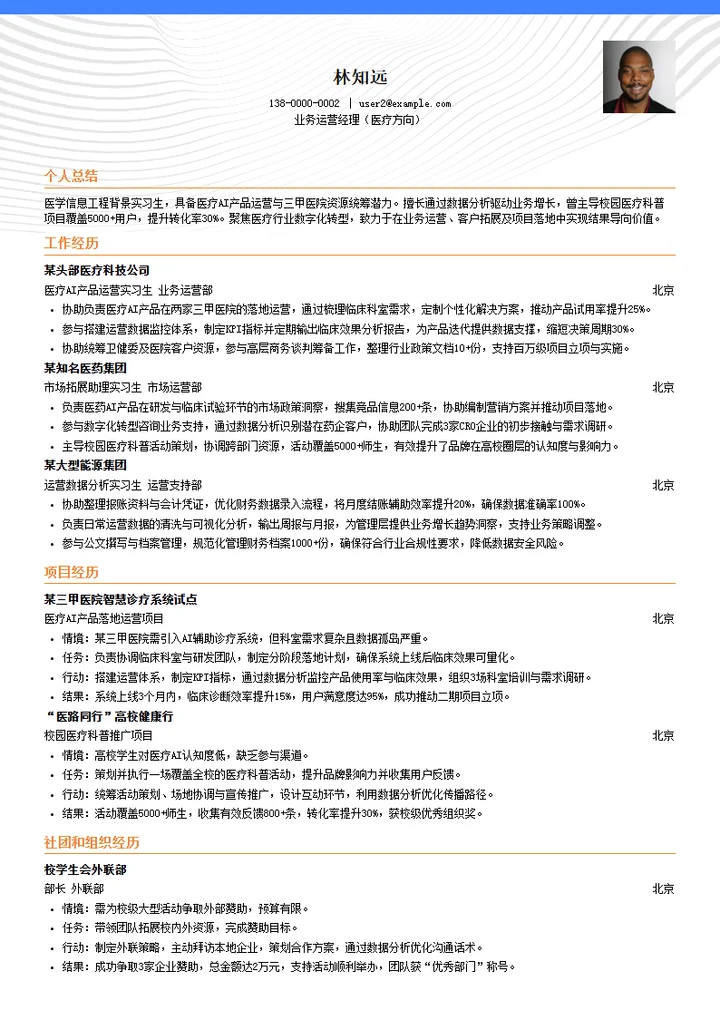 林知远
138-0000-0002 | user2@example.com
业务运营经理（医疗方向）
个人总结
医学信息工程背景实习生，具备医疗AI产品运营与三甲医院资源统筹潜力。擅长通过数据分析驱动业务增长，曾主导校园医疗科普
项目覆盖5000+用户，提升转化率30%。聚焦医疗行业数字化转型，致力于在业务运营、客户拓展及项目落地中实现结果导向价值。
工作经历
某头部医疗科技公司
医疗AI产品运营实习生 业务运营部 北京
• 协助负责医疗AI产品在两家三甲医院的落地运营，通过梳理临床科室需求，定制个性化解决方案，推动产品试用率提升25%。
• 参与搭建运营数据监控体系，制定KPI指标并定期输出临床效果分析报告，为产品迭代提供数据支撑，缩短决策周期30%。
• 协助统筹卫健委及医院客户资源，参与高层商务谈判筹备工作，整理行业政策文档10+份，支持百万级项目立项与实施。
某知名医药集团
市场拓展助理实习生 市场运营部 北京
• 负责医药AI产品在研发与临床试验环节的市场政策洞察，搜集竞品信息200+条，协助编制营销方案并推动项目落地。
• 参与数字化转型咨询业务支持，通过数据分析识别潜在药企客户，协助团队完成3家CRO企业的初步接触与需求调研。
• 主导校园医疗科普活动策划，协调跨部门资源，活动覆盖5000+师生，有效提升了品牌在高校圈层的认知度与影响力。
某大型能源集团
运营数据分析实习生 运营支持部 北京
• 协助整理报账资料与会计凭证，优化财务数据录入流程，将月度结账辅助效率提升20%，确保数据准确率100%。
• 负责日常运营数据的清洗与可视化分析，输出周报与月报，为管理层提供业务增长趋势洞察，支持业务策略调整。
• 参与公文撰写与档案管理，规范化管理财务档案1000+份，确保符合行业合规性要求，降低数据安全风险。
项目经历
某三甲医院智慧诊疗系统试点
医疗AI产品落地运营项目 北京
• 情境：某三甲医院需引入AI辅助诊疗系统，但科室需求复杂且数据孤岛严重。
• 任务：负责协调临床科室与研发团队，制定分阶段落地计划，确保系统上线后临床效果可量化。
• 行动：搭建运营体系，制定KPI指标，通过数据分析监控产品使用率与临床效果，组织3场科室培训与需求调研。
• 结果：系统上线3个月内，临床诊断效率提升15%，用户满意度达95%，成功推动二期项目立项。
“医路同行”高校健康行
校园医疗科普推广项目 北京
• 情境：高校学生对医疗AI认知度低，缺乏参与渠道。
• 任务：策划并执行一场覆盖全校的医疗科普活动，提升品牌影响力并收集用户反馈。
• 行动：统筹活动策划、场地协调与宣传推广，设计互动环节，利用数据分析优化传播路径。
• 结果：活动覆盖5000+师生，收集有效反馈800+条，转化率提升30%，获校级优秀组织奖。
社团和组织经历
校学生会外联部
部长 外联部 北京
• 情境：需为校级大型活动争取外部赞助，预算有限。
• 任务：带领团队拓展校内外资源，完成赞助目标。
• 行动：制定外联策略，主动拜访本地企业，策划合作方案，通过数据分析优化沟通话术。
• 结果：成功争取3家企业赞助，总金额达2万元，支持活动顺利举办，团队获“优秀部门”称号。